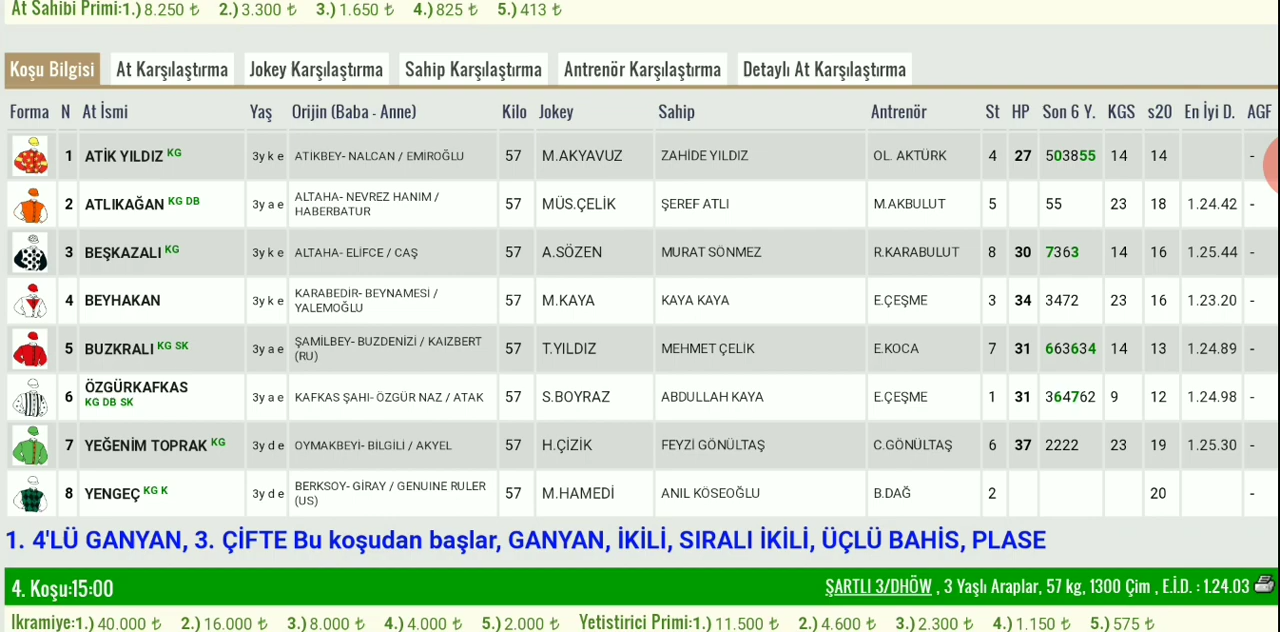 At Sahibi Primi:1.) 8.250 ₺ 2.) 3.300 ₺ 3.) 1.650 ₺ 4.) 825 ₺ 5.) 413 ₺
Koşu Bilgisi At Karşılaştırma Jokey Karşılaştırma Sahip Karşılaştırma Antrenör Karşılaştırma Detaylı At Karşılaştırma
Forma N At İsmi Yaş Orijin (Baba - Anne) Kilo Jokey Sahip Antrenör St HP Son 6 Y. KGS s20 En İyi D. AGF
1 ATİK YILDIZ KG 3y k e ATİKBEY- NALCAN / EMİROĞLU 57 M.AKYAVUZ ZAHİDE YILDIZ OL. AKTÜRK 4 27 503855 14 14 -
2 ATLIKAĞAN KG DB 3y a e ALTAHA- NEVREZ HANIM / HABERBATUR 57 MÜS.ÇELİK ŞEREF ATLI M.AKBULUT 5 55 23 18 1.24.42 -
3 BEŞKAZALI KG 3y k e ALTAHA- ELİFCE / CAŞ 57 A.SÖZEN MURAT SÖNMEZ R.KARABULUT 8 30 7363 14 16 1.25.44 -
4 BEYHAKAN 3y k e KARABEDİR- BEYNAMESİ / YALEMOĞLU 57 M.KAYA KAYA KAYA E.ÇEŞME 3 34 3472 23 16 1.23.20 -
5 BUZKRALI KG SK 3y a e ŞAMİLBEY- BUZDENİZİ / KAIZBERT (RU) 57 T.YILDIZ MEHMET ÇELİK E.KOCA 7 31 663634 14 13 1.24.89 -
6 ÖZGÜRKAFKAS KG DB SK 3y a e KAFKAS ŞAHI- ÖZGÜR NAZ / ATAK 57 S.BOYRAZ ABDULLAH KAYA E.ÇEŞME 1 31 364762 9 12 1.24.98 -
7 YEĞENİM TOPRAK KG 3y d e OYMAKBEYİ- BİLGİLİ / AKYEL 57 H.ÇİZİK FEYZİ GÖNÜLTAŞ C.GÖNÜLTAŞ 6 37 2222 23 19 1.25.30 -
8 YENGEÇ KG K 3y d e BERKSOY- GİRAY / GENUINE RULER (US) 57 M.HAMEDİ ANIL KÖSEOĞLU B.DAĞ 2 20 -
1. 4'LÜ GANYAN, 3. ÇİFTE Bu koşudan başlar, GANYAN, İKİLİ, SIRALI İKİLİ, ÜÇLÜ BAHİS, PLASE
4. Koşu:15:00 ŞARTLI 3/DHÖW , 3 Yaşlı Araplar, 57 kg, 1300 Çim , E.İ.D. : 1.24.03
Ikramiye:1.) 40.000 ₺ 2.) 16.000 ₺ 3.) 8.000 ₺ 4.) 4.000 ₺ 5.) 2.000 ₺ Yetistirici Primi:1.) 11.500 ₺ 2.) 4.600 ₺ 3.) 2.300 ₺ 4.) 1.150 ₺ 5.) 575 ₺